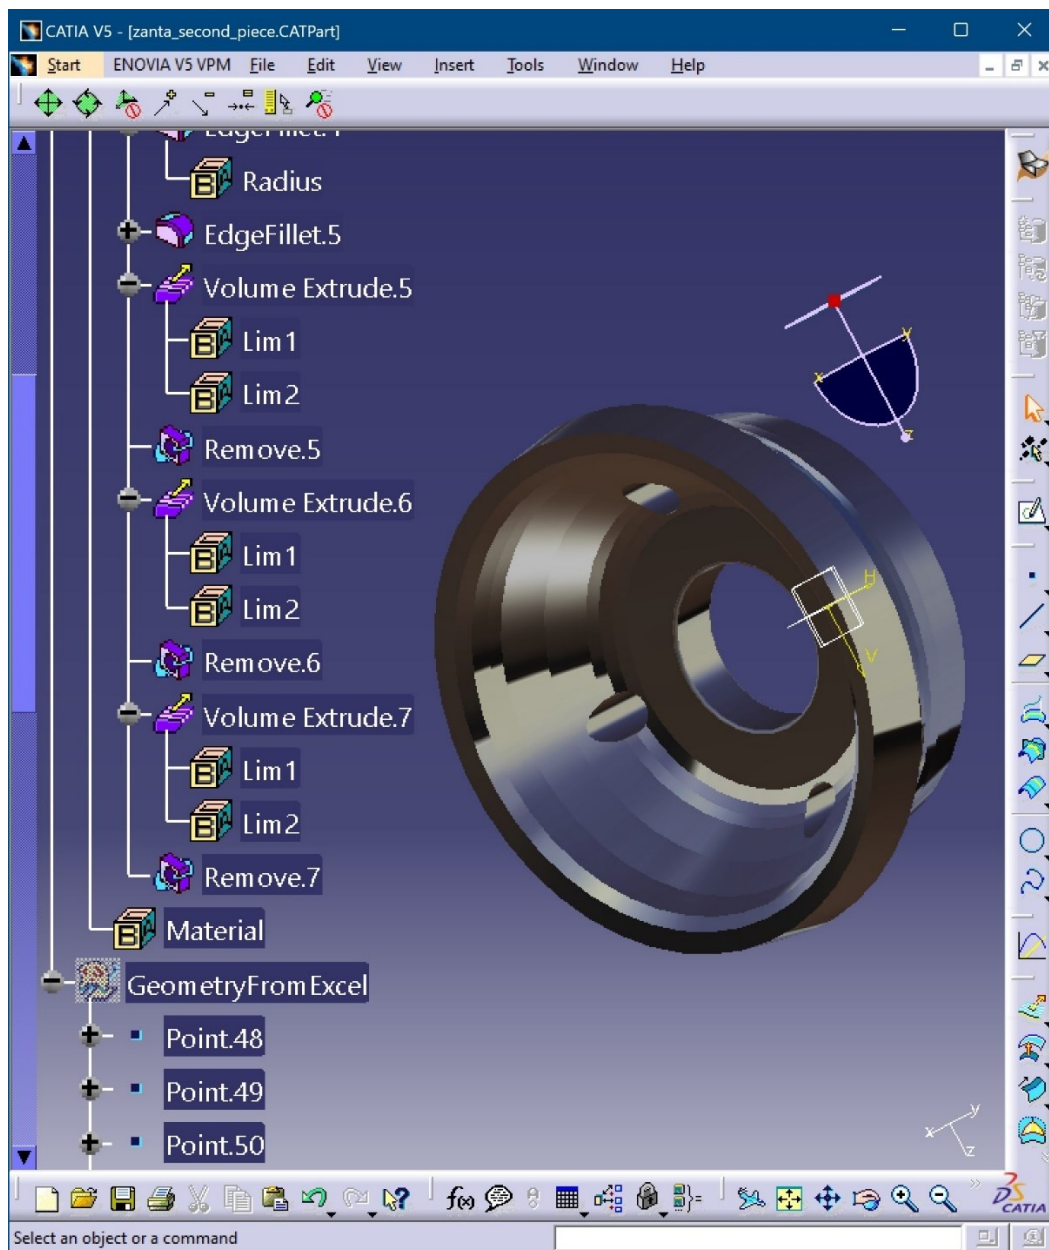 CATIA V5 - [zanta_second_piece.CATPart]
Start ENOVIA V5 VPM File Edit View Insert Tools Window Help
EdgeFillet.
Radius
EdgeFillet.5
Volume Extrude.5
Lim1
Lim2
Remove.5
Volume Extrude.6
Lim1
Lim2
Remove.6
Volume Extrude.7
Lim1
Lim2
Remove.7
Material
GeometryFromExcel
Point.48
Point.49
Point.50
y
x
z
H
V
y
x
z
f(x)
CATIA
Select an object or a command